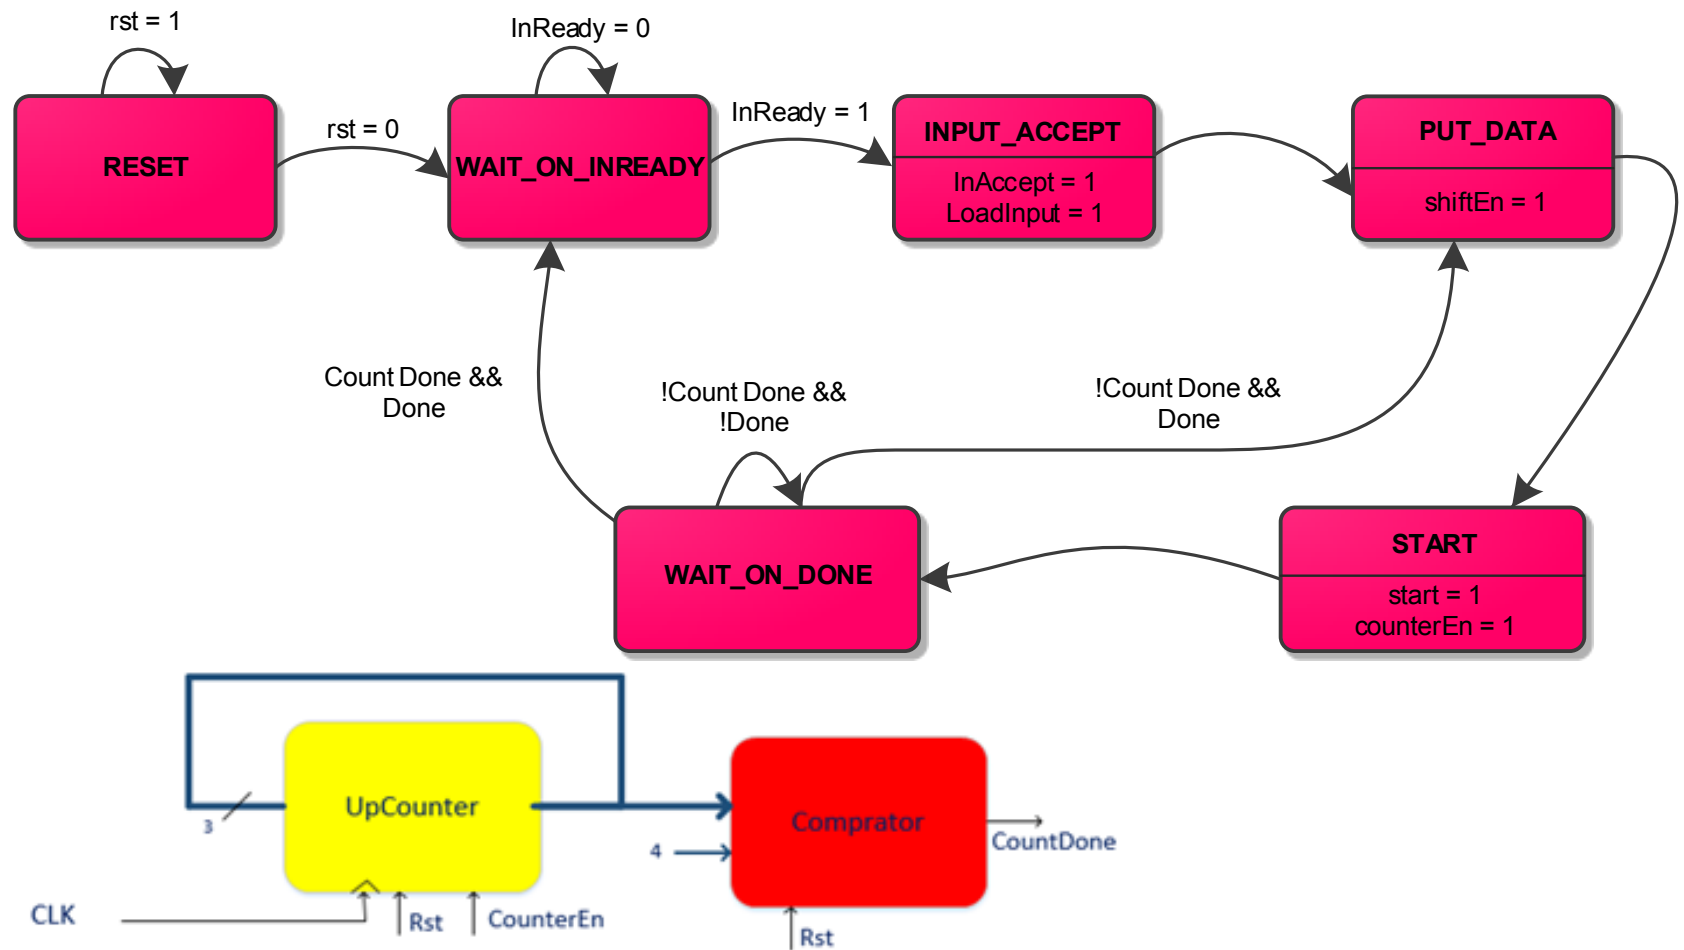 rst = 1
InReady = 0
rst = 0
InReady = 1
RESET
WAIT_ON_INREADY
INPUT_ACCEPT
InAccept = 1
LoadInput = 1
PUT_DATA
shiftEn = 1
Count Done &&
Done
!Count Done &&
!Done
!Count Done &&
Done
WAIT_ON_DONE
START
start = 1
counterEn = 1
UpCounter
3
Comprator
4
CountDone
CLK
Rst
CounterEn
Rst